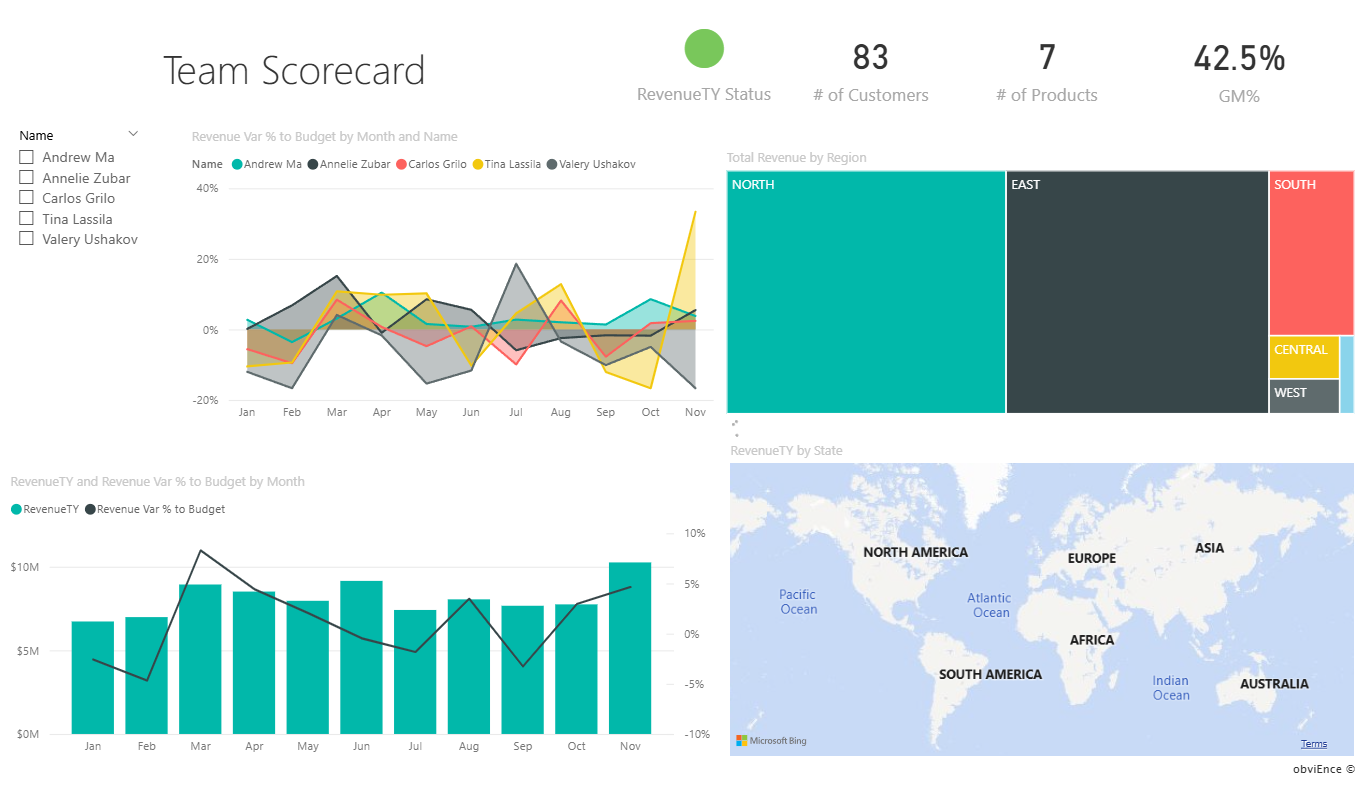 Team Scorecard
RevenueTY Status
83
# of Customers
7
# of Products
42.5%
GM%
Name
Andrew Ma
Annelie Zubar
Carlos Grilo
Tina Lassila
Valery Ushakov
Revenue Var % to Budget by Month and Name
Name Andrew Ma Annelie Zubar Carlos Grilo Tina Lassila Valery Ushakov
40%
20%
0%
-20%
Jan Feb Mar Apr May Jun Jul Aug Sep Oct Nov
Total Revenue by Region
NORTH
EAST
SOUTH
CENTRAL
WEST
RevenueTY and Revenue Var % to Budget by Month
RevenueTY Revenue Var % to Budget
$10M
$5M
$0M
10%
5%
0%
-5%
-10%
Jan Feb Mar Apr May Jun Jul Aug Sep Oct Nov
RevenueTY by State
NORTH AMERICA
EUROPE
ASIA
Pacific
Ocean
Atlantic
Ocean
AFRICA
SOUTH AMERICA
Indian
Ocean
AUSTRALIA
Microsoft Bing
Terms
obviEnce ©